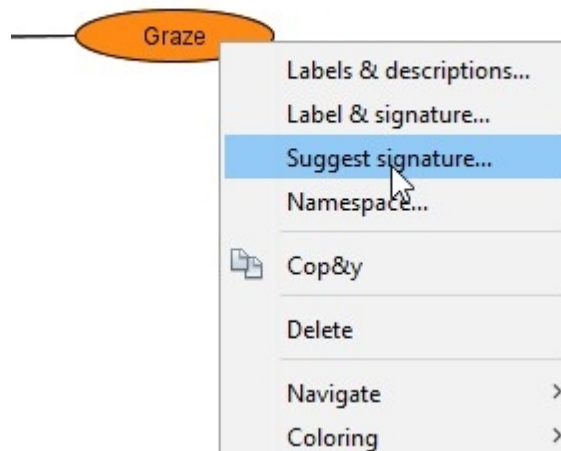 Graze
Labels & descriptions...
Label & signature...
Suggest signature...
Namespace...
Cop&y
Delete
Navigate
Coloring